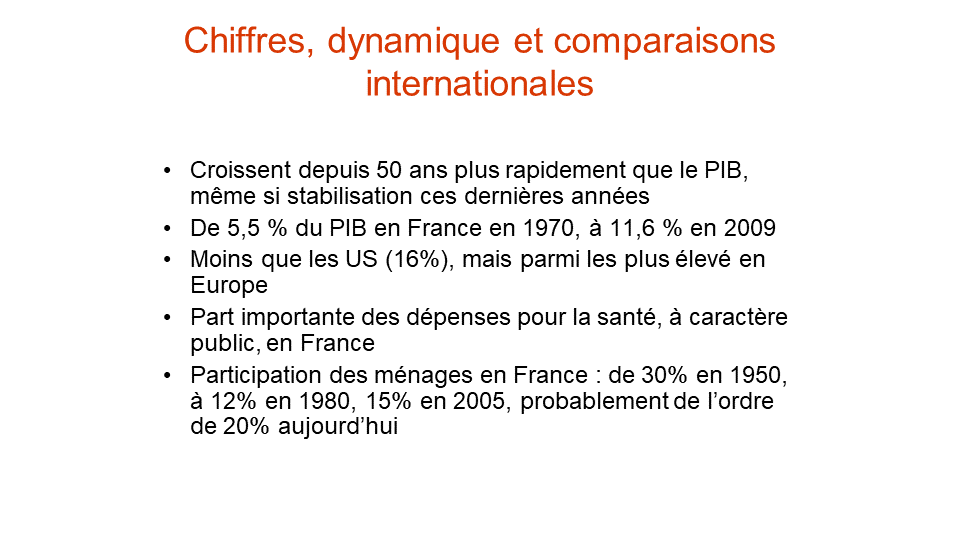 Chiffres, dynamique et comparaisons
internationales
• Croissent depuis 50 ans plus rapidement que le PIB,
même si stabilisation ces dernières années
• De 5,5 % du PIB en France en 1970, à 11,6 % en 2009
• Moins que les US (16%), mais parmi les plus élevé en
Europe
• Part importante des dépenses pour la santé, à caractère
public, en France
• Participation des ménages en France : de 30% en 1950,
à 12% en 1980, 15% en 2005, probablement de l’ordre
de 20% aujourd’hui